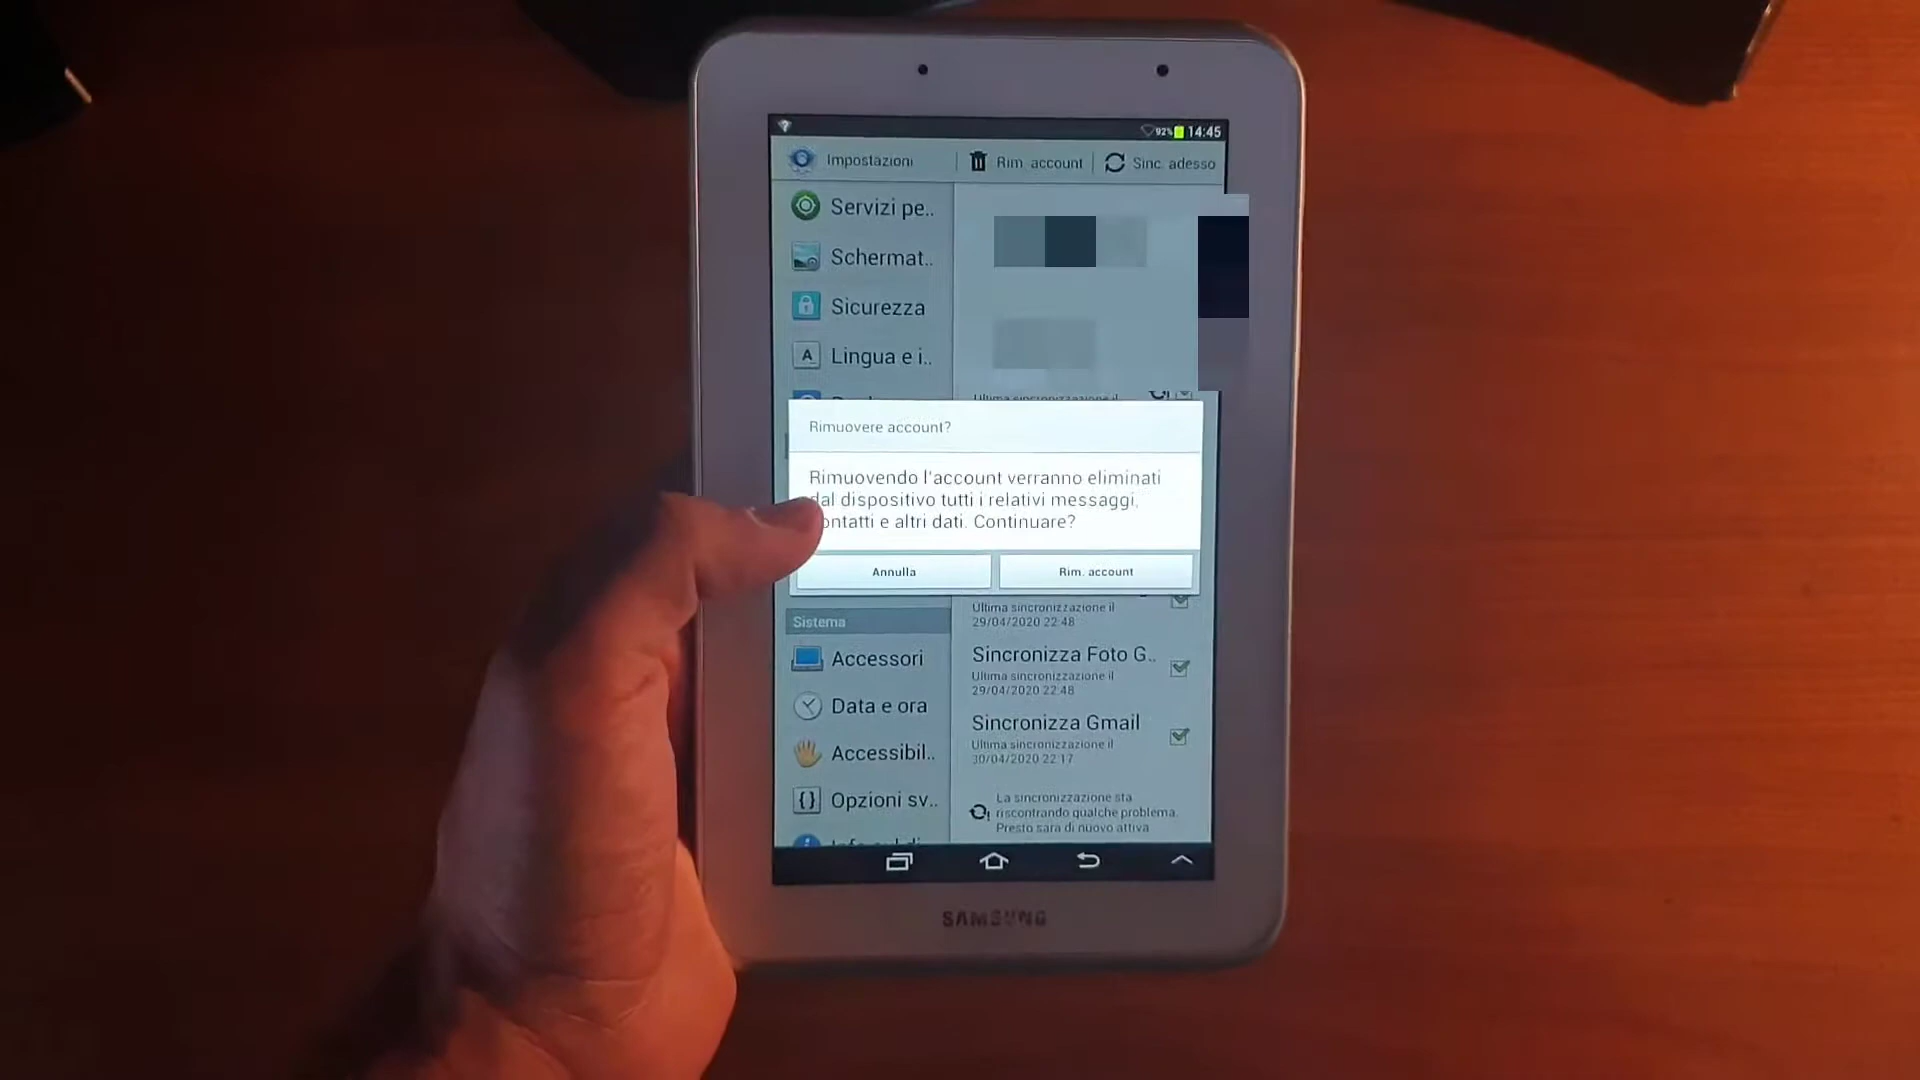 92% 14:45
Impostazioni
Rim. account
Sinc. adesso
Servizi pe..
Schermat..
Sicurezza
Lingua e i..
Ultima sincronizzazione il
Rimuovere account?
Rimuovendo l'account verranno eliminati
dal dispositivo tutti i relativi messaggi,
ontatti e altri dati. Continuare?
Annulla
Rim. account
Sistema
Accessori
Data e ora
Accessibil..
Opzioni sv..
Ultima sincronizzazione il
29/04/2020 22:48
Sincronizza Foto G..
Ultima sincronizzazione il
29/04/2020 22:48
Sincronizza Gmail
Ultima sincronizzazione il
30/04/2020 22:17
La sincronizzazione sta
riscontrando qualche problema.
Presto sarà di nuovo attiva
SAMSUNG